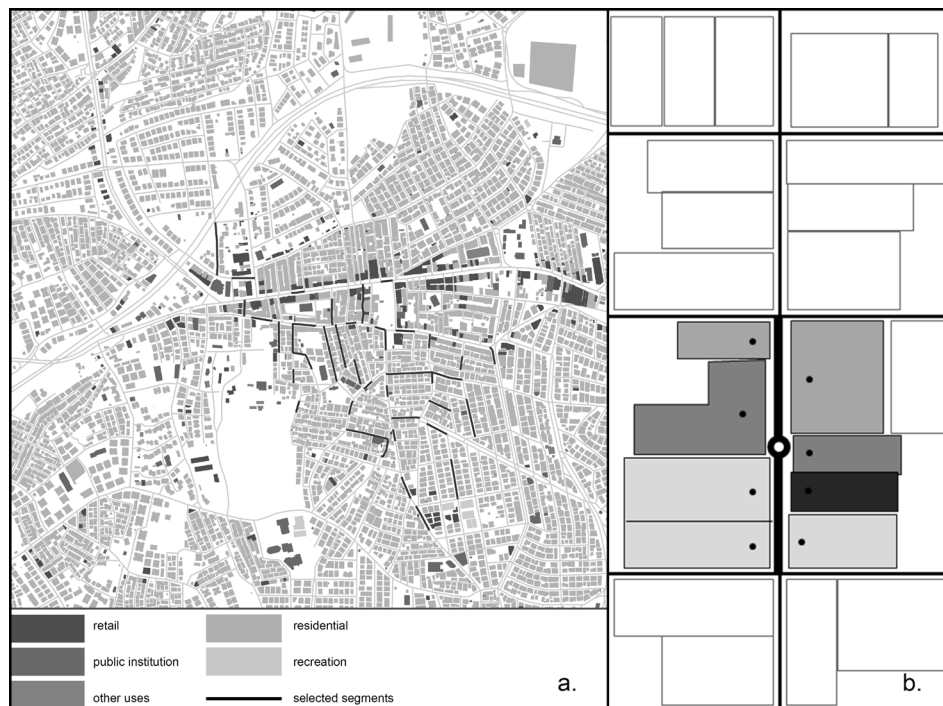 retail
residential
public institution
recreation
other uses
selected segments
a.
b.